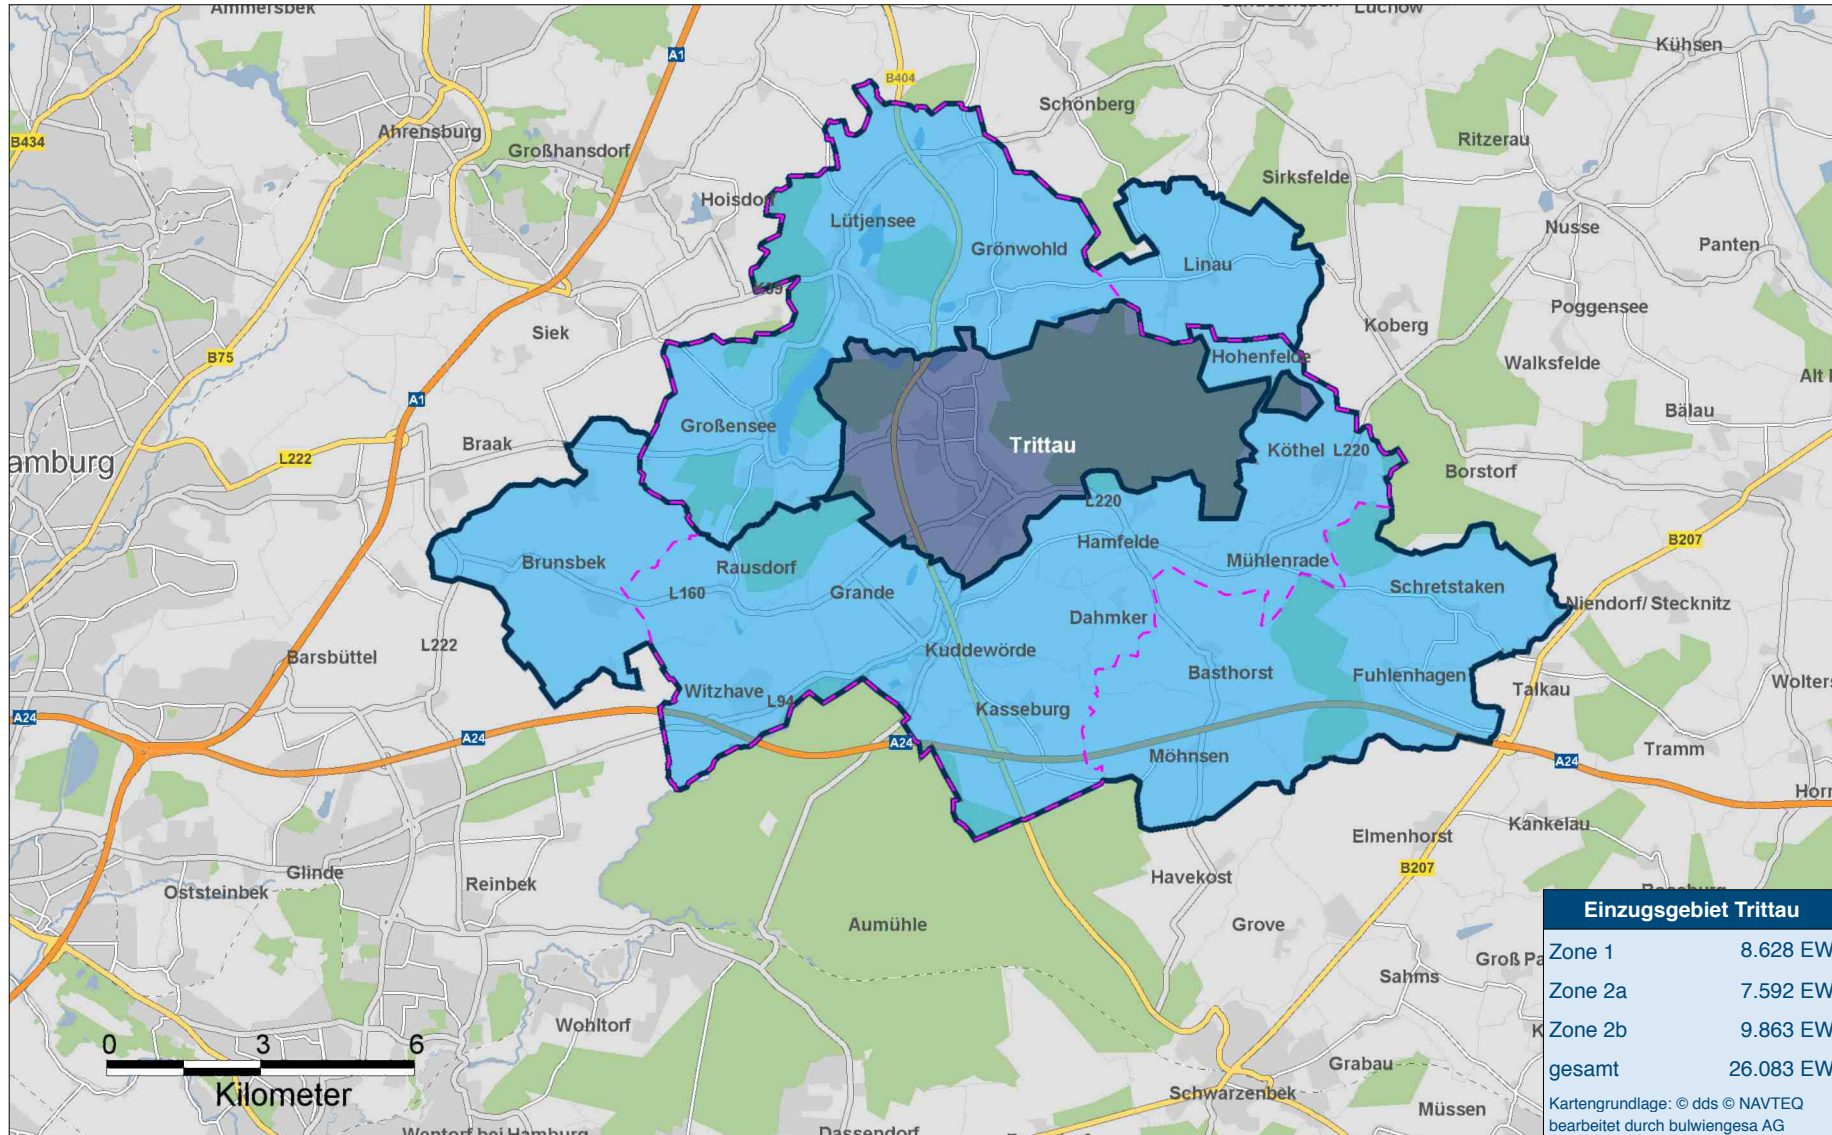 Ammersbek
Lüchow
Kühsen
A1
B404
Schönberg
B434
Ahrensburg
Großhansdorf
Ritzerau
Sirksfelde
Hoisdorf
Lütjensee
Grönwohld
Linau
Nusse
Panten
K39
Poggensee
Siek
Koberg
B75
Hohenfelde
Walksfelde
Alt
A1
Bälau
Großensee
Braak
Trittau
Köthel
L220
L222
amburg
Borstorf
L220
Hamfelde
B207
Brunsbek
Rausdorf
Mühlenrade
Schretstaken
L160
Grande
Niendorf/ Stecknitz
Dahmker
L222
Barsbüttel
Kuddewörde
Basthorst
Fuhlenhagen
Witzhave
L94
Talkau
Kasseburg
A24
A24
A24
Möhnsen
Tramm
A24
Kankelau
Elmenhorst
B207
Glinde
Reinbek
Havekost
Oststeinbek
Aumühle
Grove
Einzugsgebiet Trittau
Zone 1 8.628 EW
Zone 2a 7.592 EW
Zone 2b 9.863 EW
gesamt 26.083 EW
Kartengrundlage: © dds © NAVTEQ
bearbeitet durch bulwiengesa AG
Groß Pa
Sahms
Wohltorf
0 3 6
Kilometer
Grabau
Schwarzenbek
Müssen
Wentorf bei Hamburg
Dassendorf